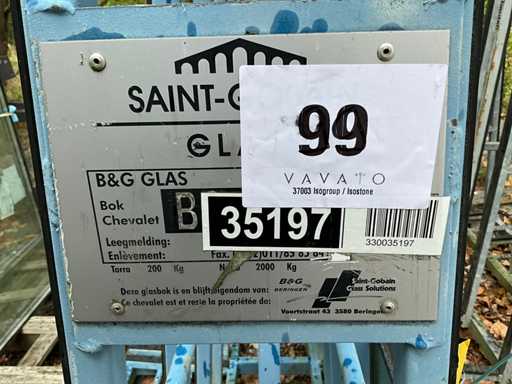 SAINT-G
99
VAVATO
37003 Isogroup / Isostone
GL
B&G GLAS
Bok
Chevalet
B
35197
330035197
Leegmelding:
Enlèvement:
Tarra 200 Kg
2000 Kg
Deze glasbok is en blijft eigendom van:
Ce chevalet est et reste la propriété de:
B&G
BERINGEN
Saint-Gobain
Glass Solutions
Voortstraat 43 3580 Beringen